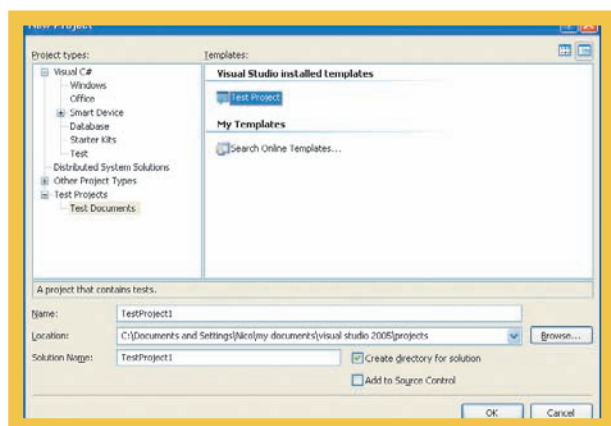 New Project
Project types:
Templates:
Visual C#
Windows
Office
Smart Device
Database
Starter Kits
Test
Distributed System Solutions
Other Project Types
Test Projects
Test Documents
Visual Studio installed templates
Test Project
My Templates
Search Online Templates...
A project that contains tests.
Name:
TestProject1
Location:
C:\Documents and Settings\Nico\my documents\visual studio 2005\projects
Browse...
Solution Name:
TestProject1
Create directory for solution
Add to Source Control
OK
Cancel